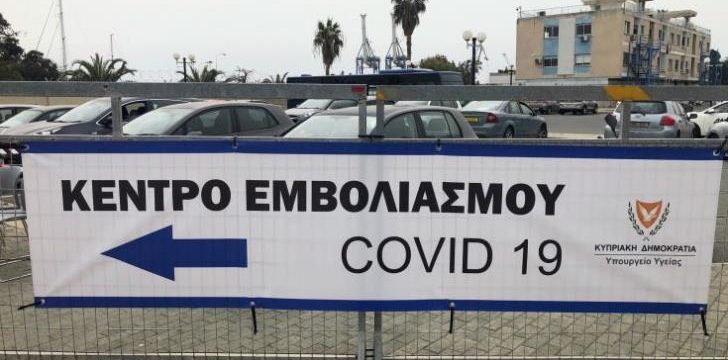 ΚΕΝΤΡΟ ΕΜΒΟΛΙΑΣΜΟΥ
COVID 19
ΚΥΠΡΙΑΚΗ ΔΗΜΟΚΡΑΤΙΑ
Υπουργείο Υγείας